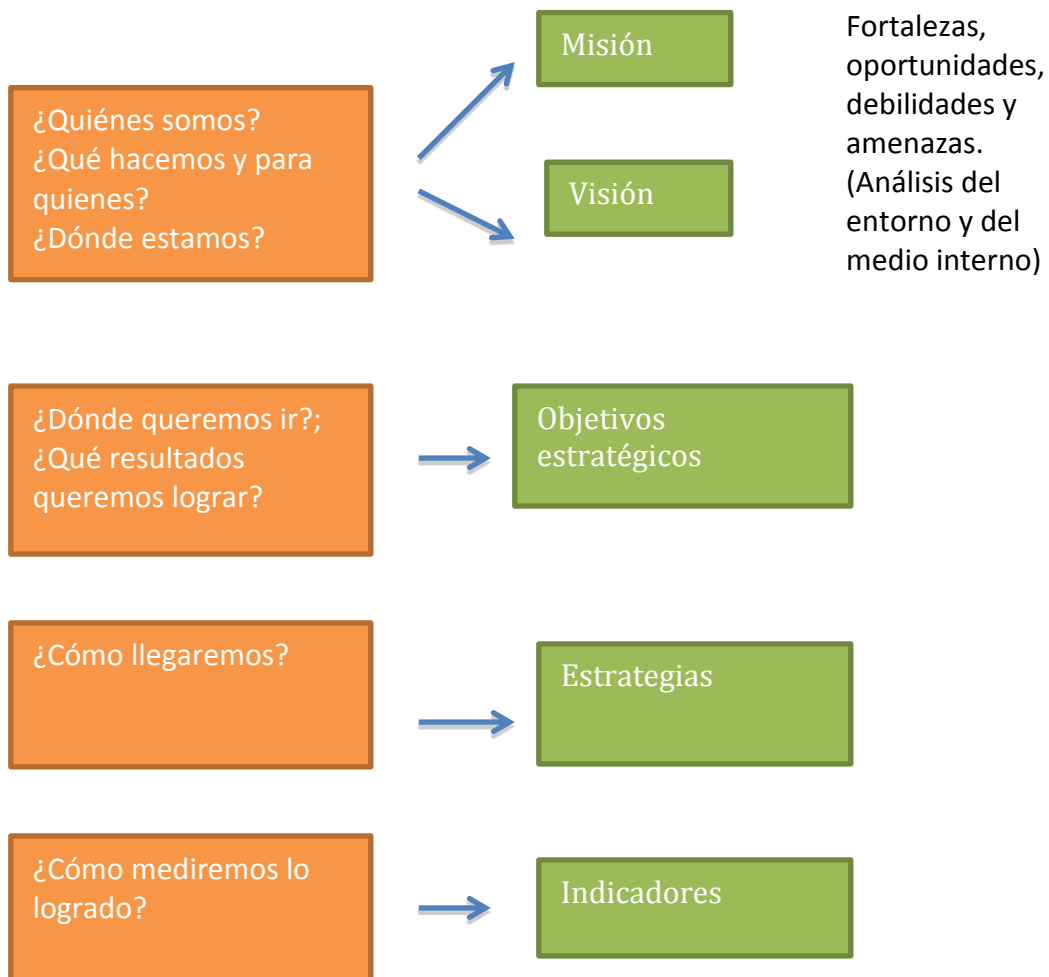 ¿Quiénes somos?
¿Qué hacemos y para
quienes?
¿Dónde estamos?
Misión
Visión
Fortalezas,
oportunidades,
debilidades y
amenazas.
(Análisis del
entorno y del
medio interno)
¿Dónde queremos ir?;
¿Qué resultados
queremos lograr?
Objetivos
estratégicos
¿Cómo llegaremos?
Estrategias
¿Cómo mediremos lo
logrado?
Indicadores